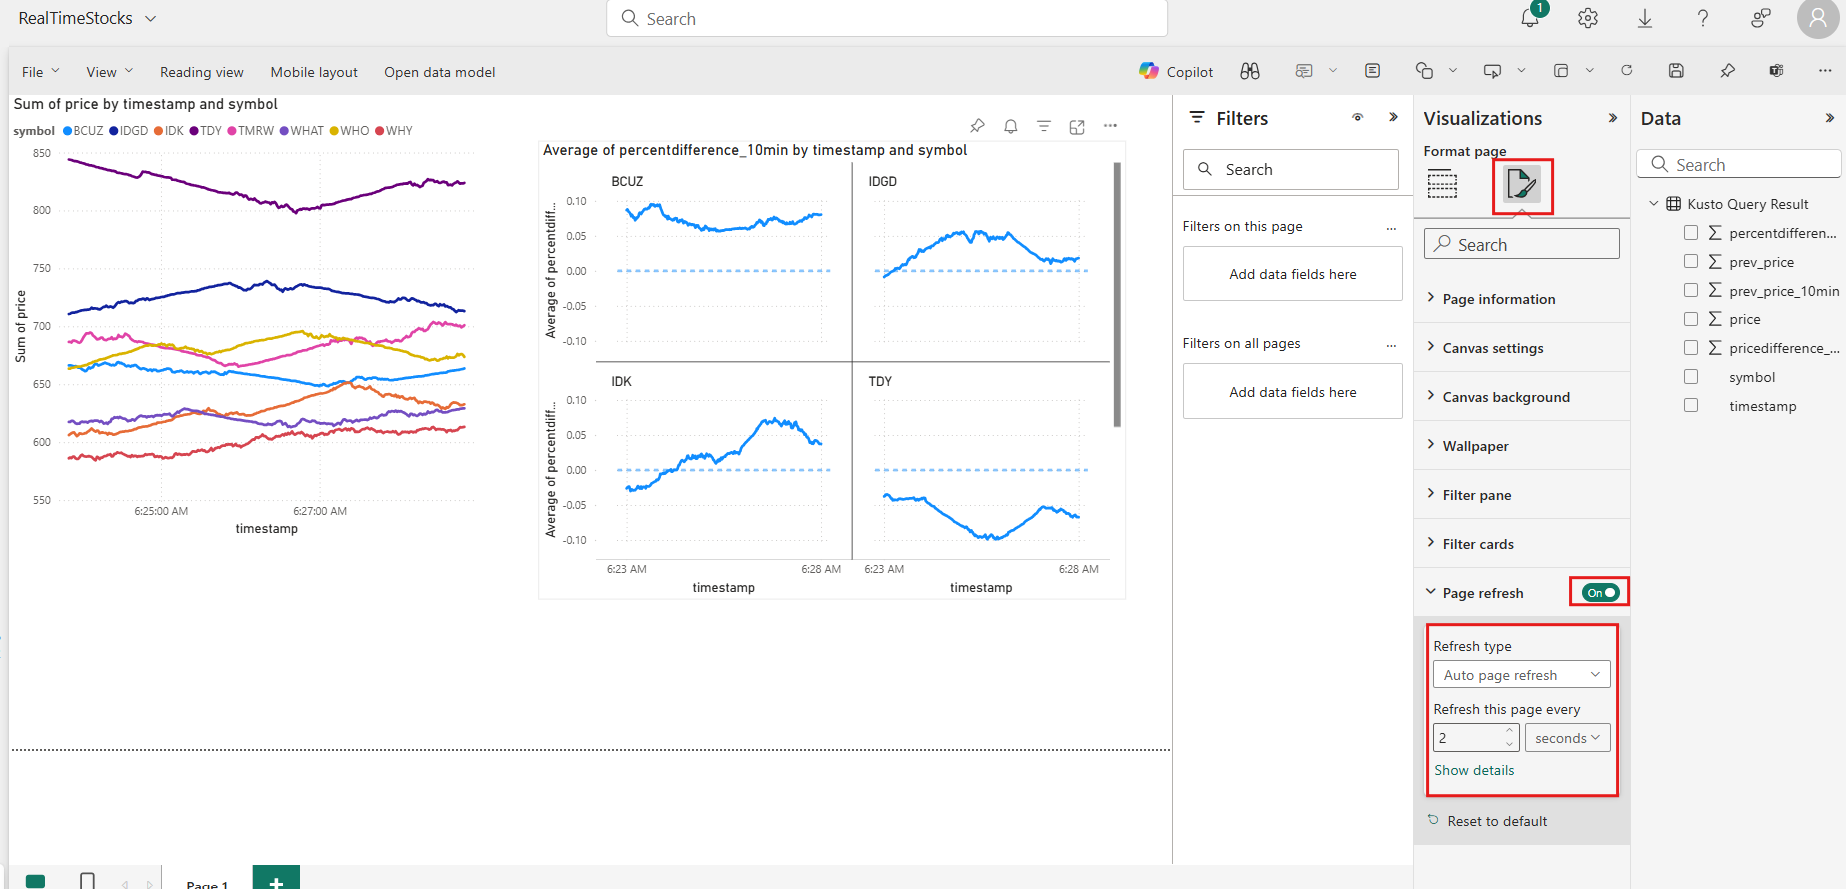 RealTimeStocks
Search
1
File
View
Reading view
Mobile layout
Open data model
Copilot
Sum of price by timestamp and symbol
symbol BCUZ IDGD IDK TDY TMRW WHAT WHO WHY
850
800
750
700
650
600
550
Sum of price
6:25:00 AM
6:27:00 AM
timestamp
Average of percentdifference_10min by timestamp and symbol
BCUZ
IDGD
0.10
0.05
0.00
-0.05
-0.10
Average of percentdiff...
IDK
TDY
0.10
0.05
0.00
-0.05
-0.10
Average of percentdiff...
6:23 AM
6:28 AM
6:23 AM
6:28 AM
timestamp
timestamp
Page 1
Filters
Search
Filters on this page
...
Add data fields here
Filters on all pages
...
Add data fields here
Visualizations
Format page
Search
Page information
Canvas settings
Canvas background
Wallpaper
Filter pane
Filter cards
Page refresh
On
Refresh type
Auto page refresh
Refresh this page every
2
seconds
Show details
Reset to default
Data
Search
Kusto Query Result
percentdifferen...
prev_price
prev_price_10min
price
pricedifference_...
symbol
timestamp